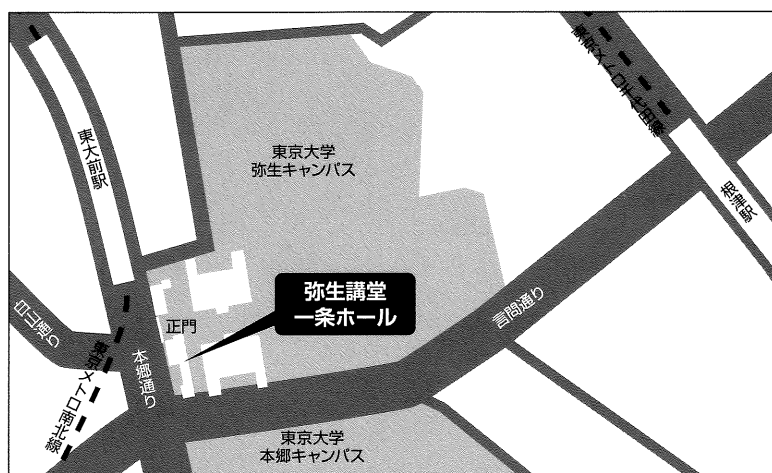 東京メトロ千代田線
東大前駅
東京大学
弥生キャンパス
根津駅
弥生講堂
一条ホール
言問通り
正門
白山通り
本郷通り
東京メトロ南北線
東京大学
本郷キャンパス